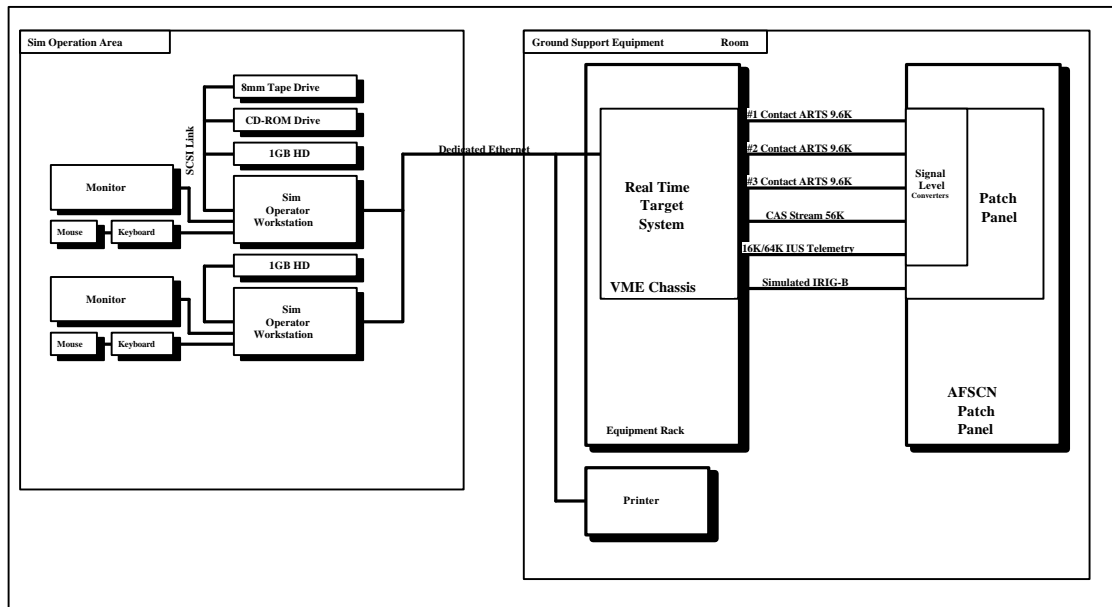 Sim Operation Area
8mm Tape Drive
CD-ROM Drive
1GB HD
SCSI Link
Monitor
Sim
Operator
Workstation
Mouse
Keyboard
1GB HD
Monitor
Sim
Operator
Workstation
Mouse
Keyboard
Dedicated Ethernet
Ground Support Equipment Room
Real Time
Target
System
VME Chassis
Equipment Rack
Printer
#1 Contact ARTS 9.6K
#2 Contact ARTS 9.6K
#3 Contact ARTS 9.6K
CAS Stream 56K
16K/64K IUS Telemetry
Simulated IRIG-B
Signal
Level
Converters
Patch
Panel
AFSCN
Patch
Panel